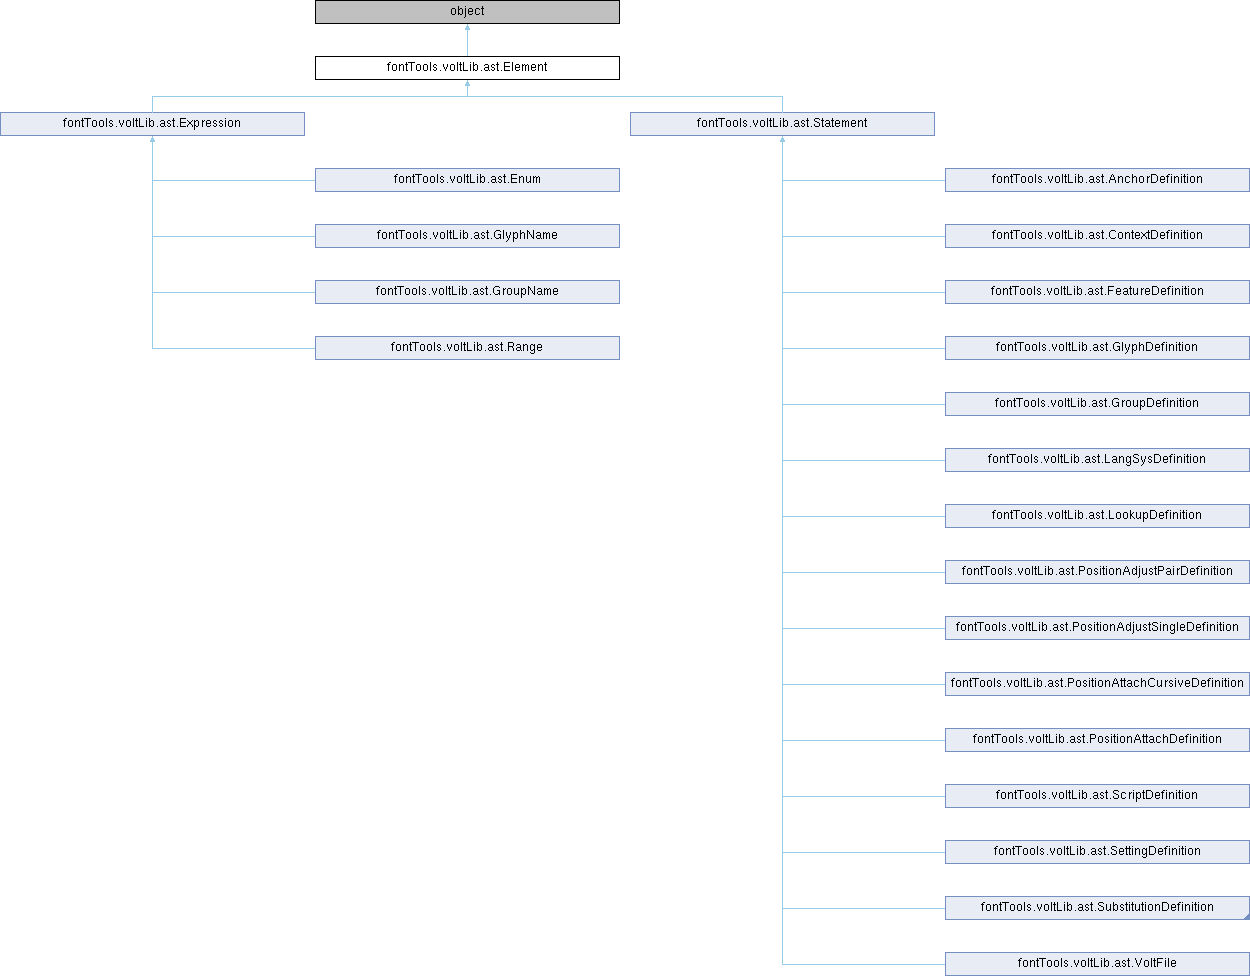 object
fontTools.voltLib.ast.Element
fontTools.voltLib.ast.Expression
fontTools.voltLib.ast.Statement
fontTools.voltLib.ast.Enum
fontTools.voltLib.ast.GlyphName
fontTools.voltLib.ast.GroupName
fontTools.voltLib.ast.Range
fontTools.voltLib.ast.AnchorDefinition
fontTools.voltLib.ast.ContextDefinition
fontTools.voltLib.ast.FeatureDefinition
fontTools.voltLib.ast.GlyphDefinition
fontTools.voltLib.ast.GroupDefinition
fontTools.voltLib.ast.LangSysDefinition
fontTools.voltLib.ast.LookupDefinition
fontTools.voltLib.ast.PositionAdjustPairDefinition
fontTools.voltLib.ast.PositionAdjustSingleDefinition
fontTools.voltLib.ast.PositionAttachCursiveDefinition
fontTools.voltLib.ast.PositionAttachDefinition
fontTools.voltLib.ast.ScriptDefinition
fontTools.voltLib.ast.SettingDefinition
fontTools.voltLib.ast.SubstitutionDefinition
fontTools.voltLib.ast.VoltFile